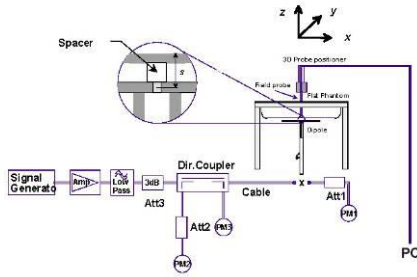 z
y
x
Spacer
s
3D Probe positioner
Field probe
Flat Phantom
Dipole
Signal
Generato
Amp.
Low
Pass
3dB
Att3
Dir.Coupler
Cable
x
Att1
PM1
Att2
PM3
PM2
PC